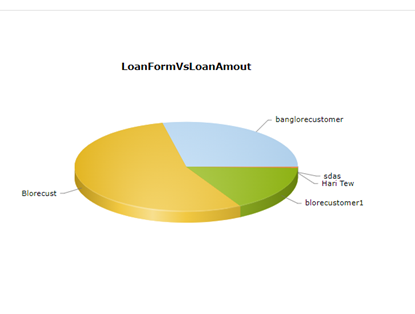 LoanFormVsLoanAmout
banglorecustomer
sdas
Hari Tew
Blorecust
blorecustomer1